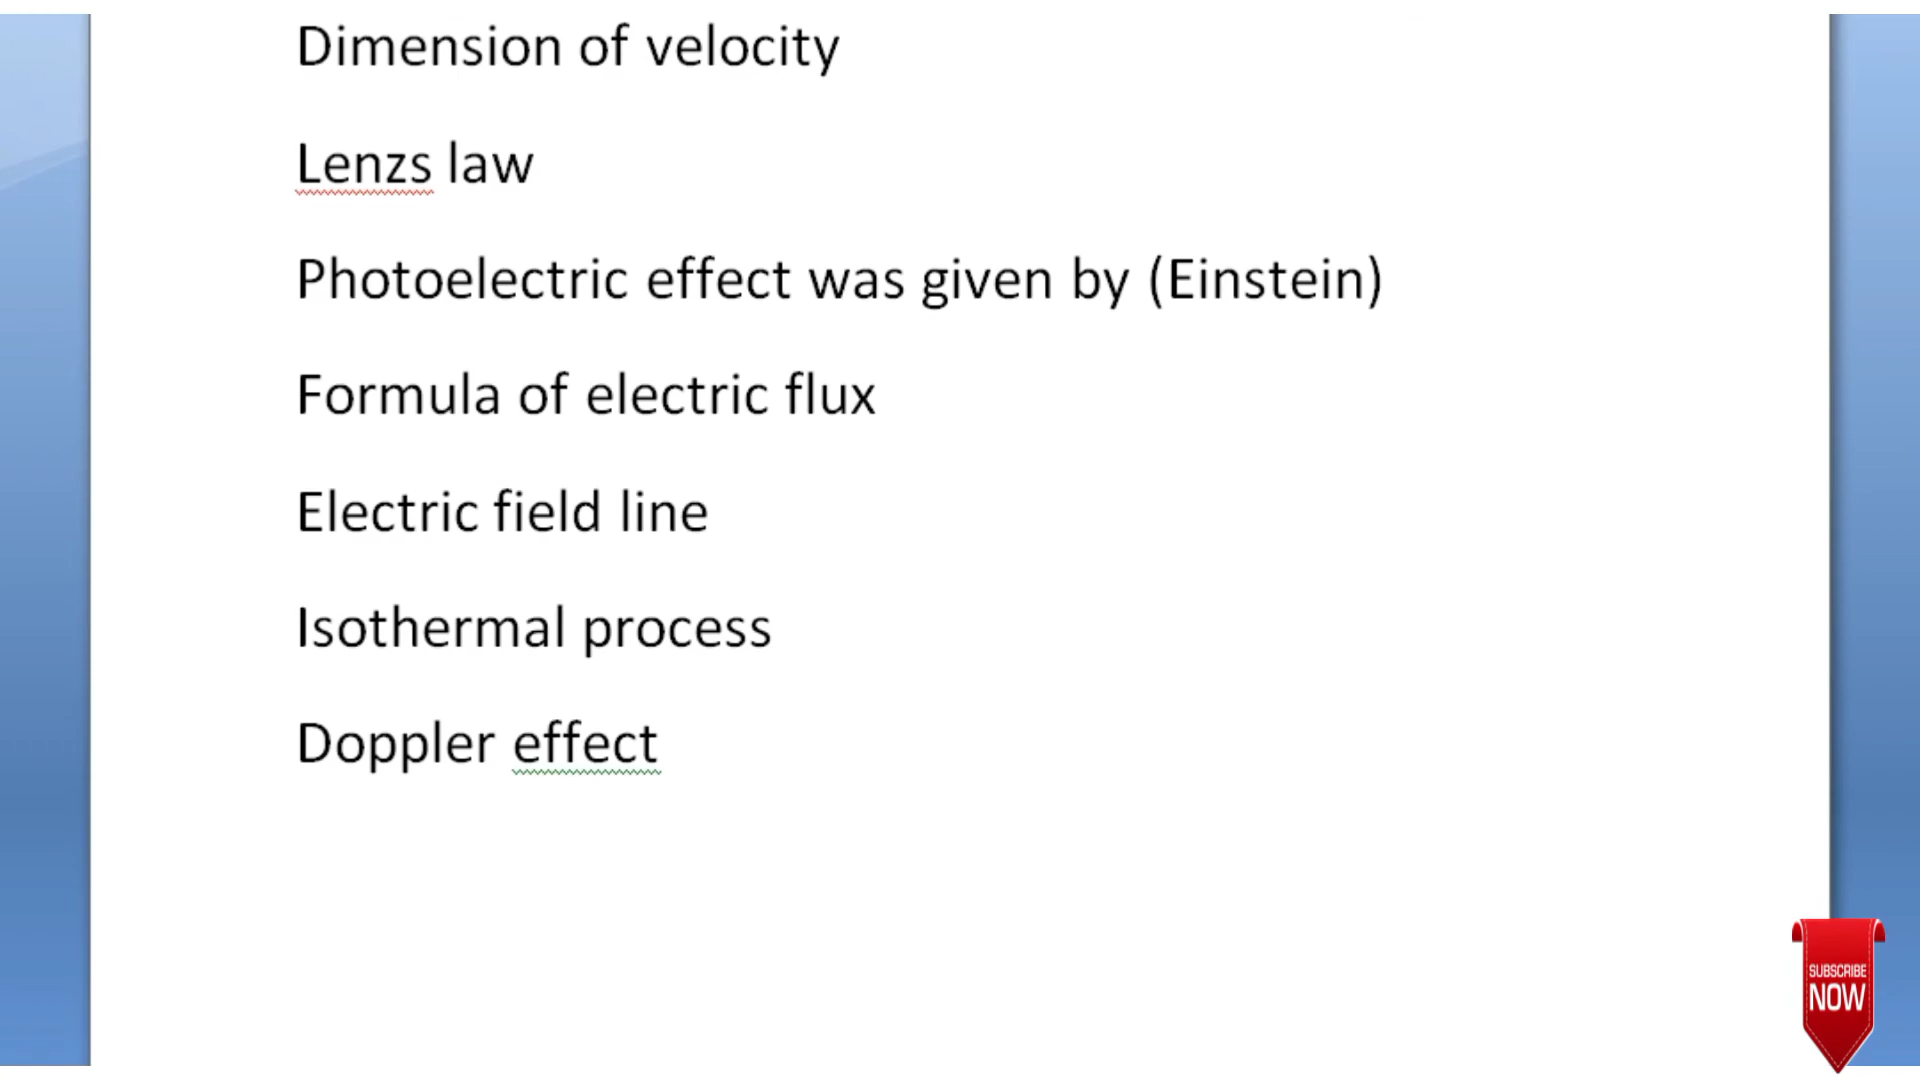 Dimension of velocity
Lenzs law
Photoelectric effect was given by (Einstein)
Formula of electric flux
Electric field line
Isothermal process
Doppler effect
SUBSCRIBE
NOW